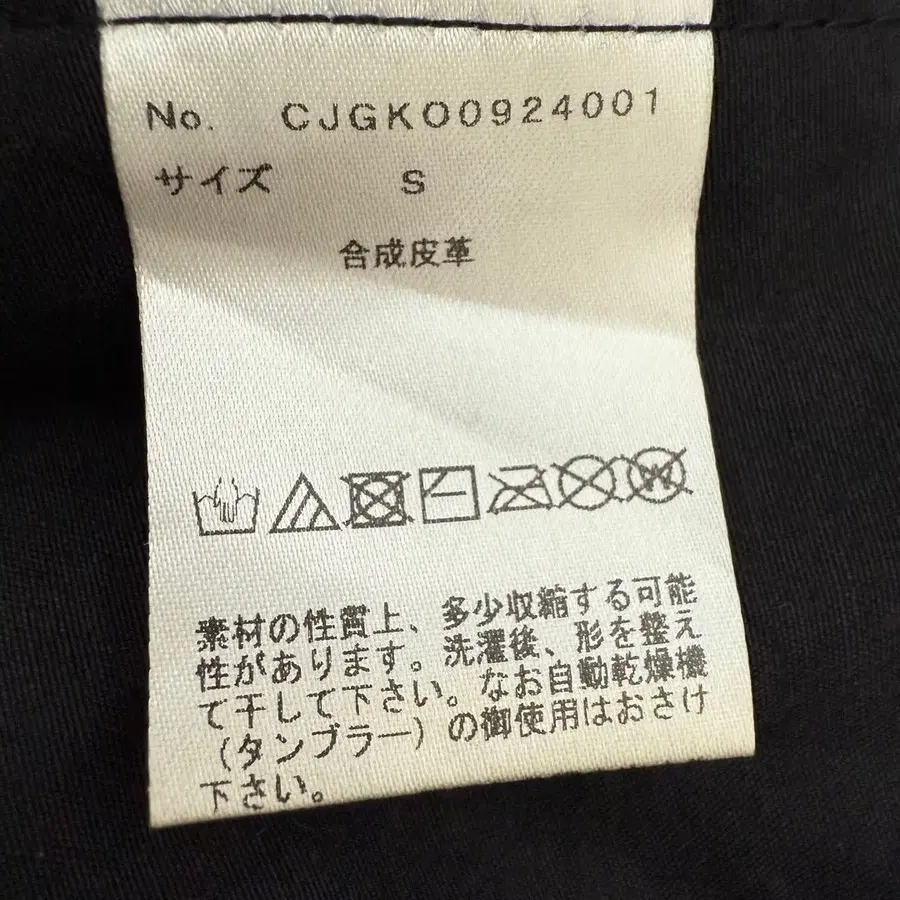 No. CJGKO0924001
サイズ S
合成皮革
W
素材の性質上、多少収縮する可能
性があります。洗濯後、形を整え
て干して下さい。なお自動乾燥機
（タンブラー）の御使用はおさけ
下さい。